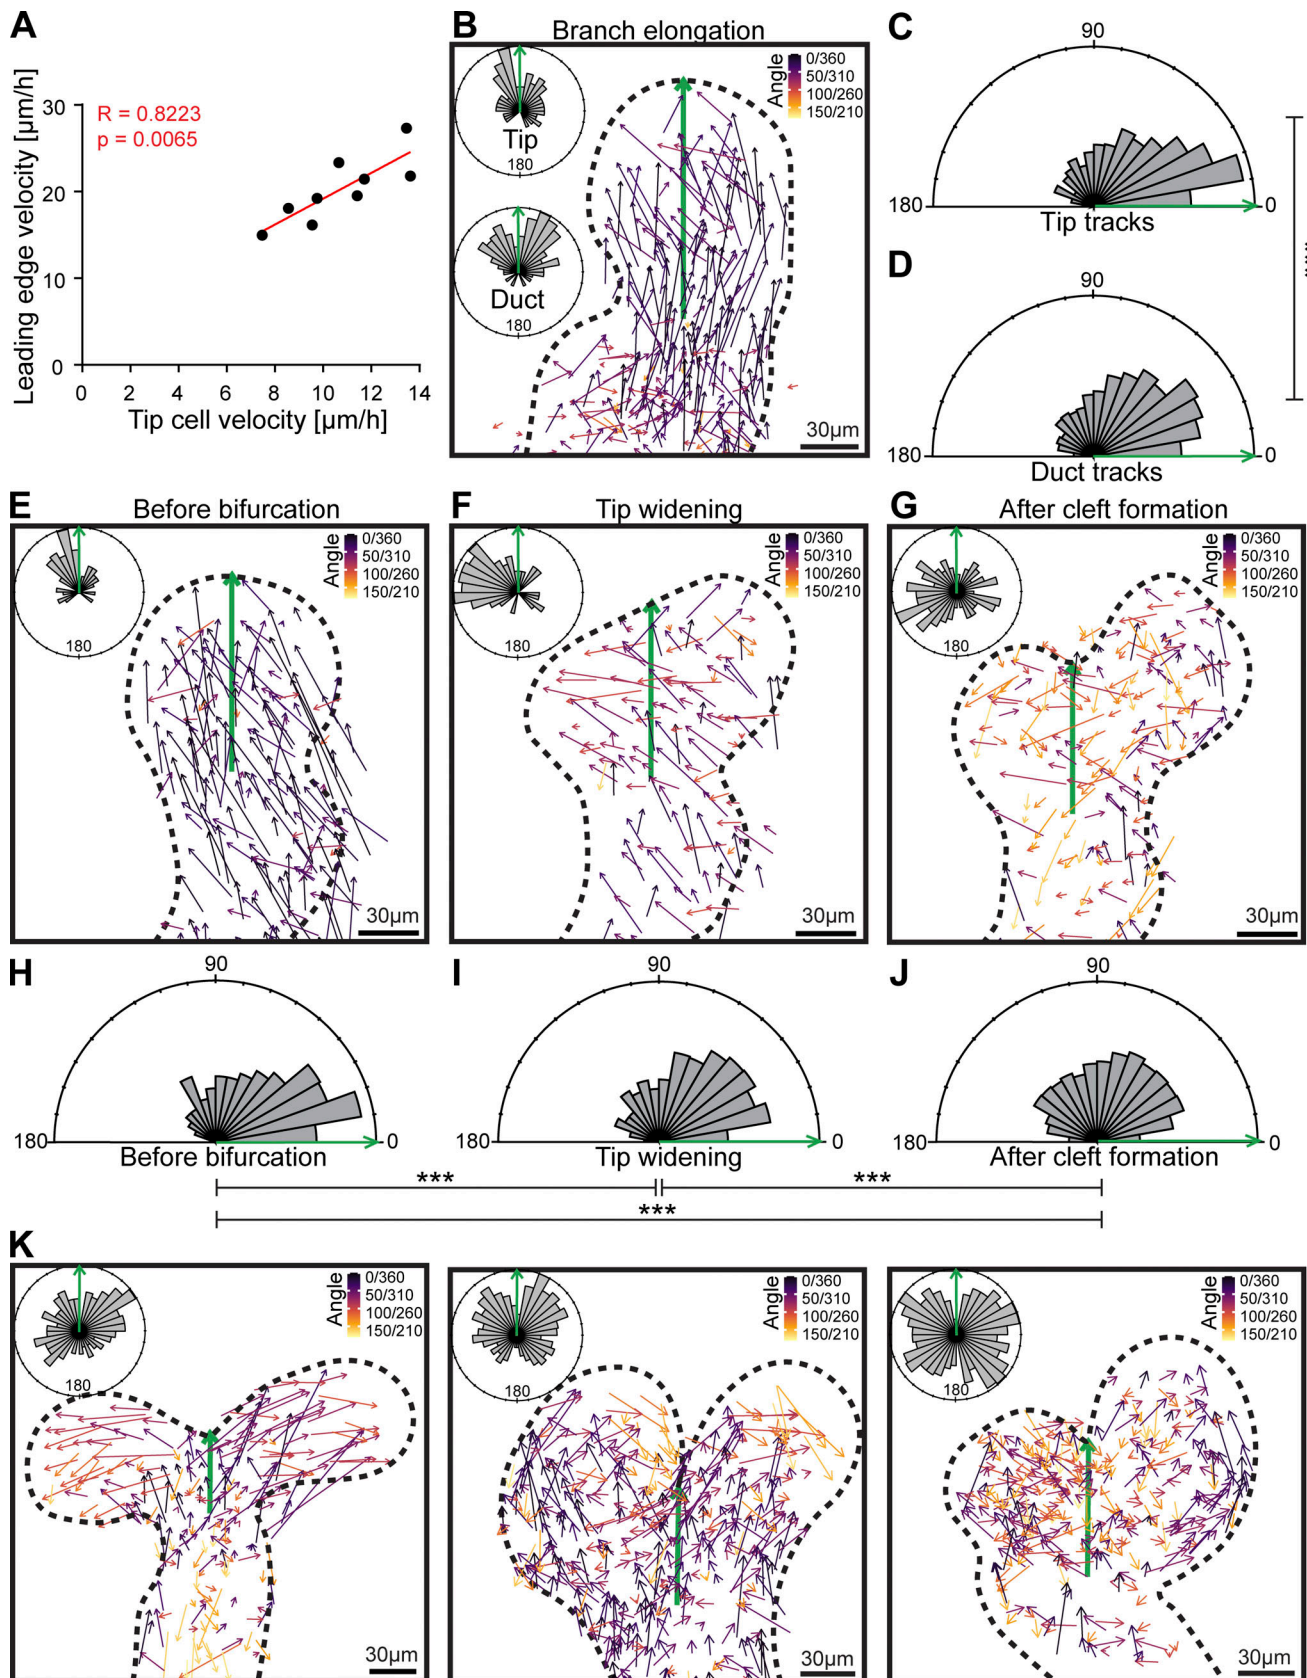 A
R = 0.8223
p = 0.0065
Leading edge velocity [µm/h]
30
20
10
0
0 2 4 6 8 10 12 14
Tip cell velocity [µm/h]
B
Branch elongation
Tip
180
Duct
180
Angle
0/360
50/310
100/260
150/210
30µm
C
90
180
0
Tip tracks
D
90
180
0
Duct tracks
***
E
Before bifurcation
180
Angle
0/360
50/310
100/260
150/210
30µm
F
Tip widening
180
Angle
0/360
50/310
100/260
150/210
30µm
G
After cleft formation
180
Angle
0/360
50/310
100/260
150/210
30µm
H
90
180
0
Before bifurcation
I
90
180
0
Tip widening
J
90
180
0
After cleft formation
*** ***
***
K
180
Angle
0/360
50/310
100/260
150/210
30µm
180
Angle
0/360
50/310
100/260
150/210
30µm
180
Angle
0/360
50/310
100/260
150/210
30µm